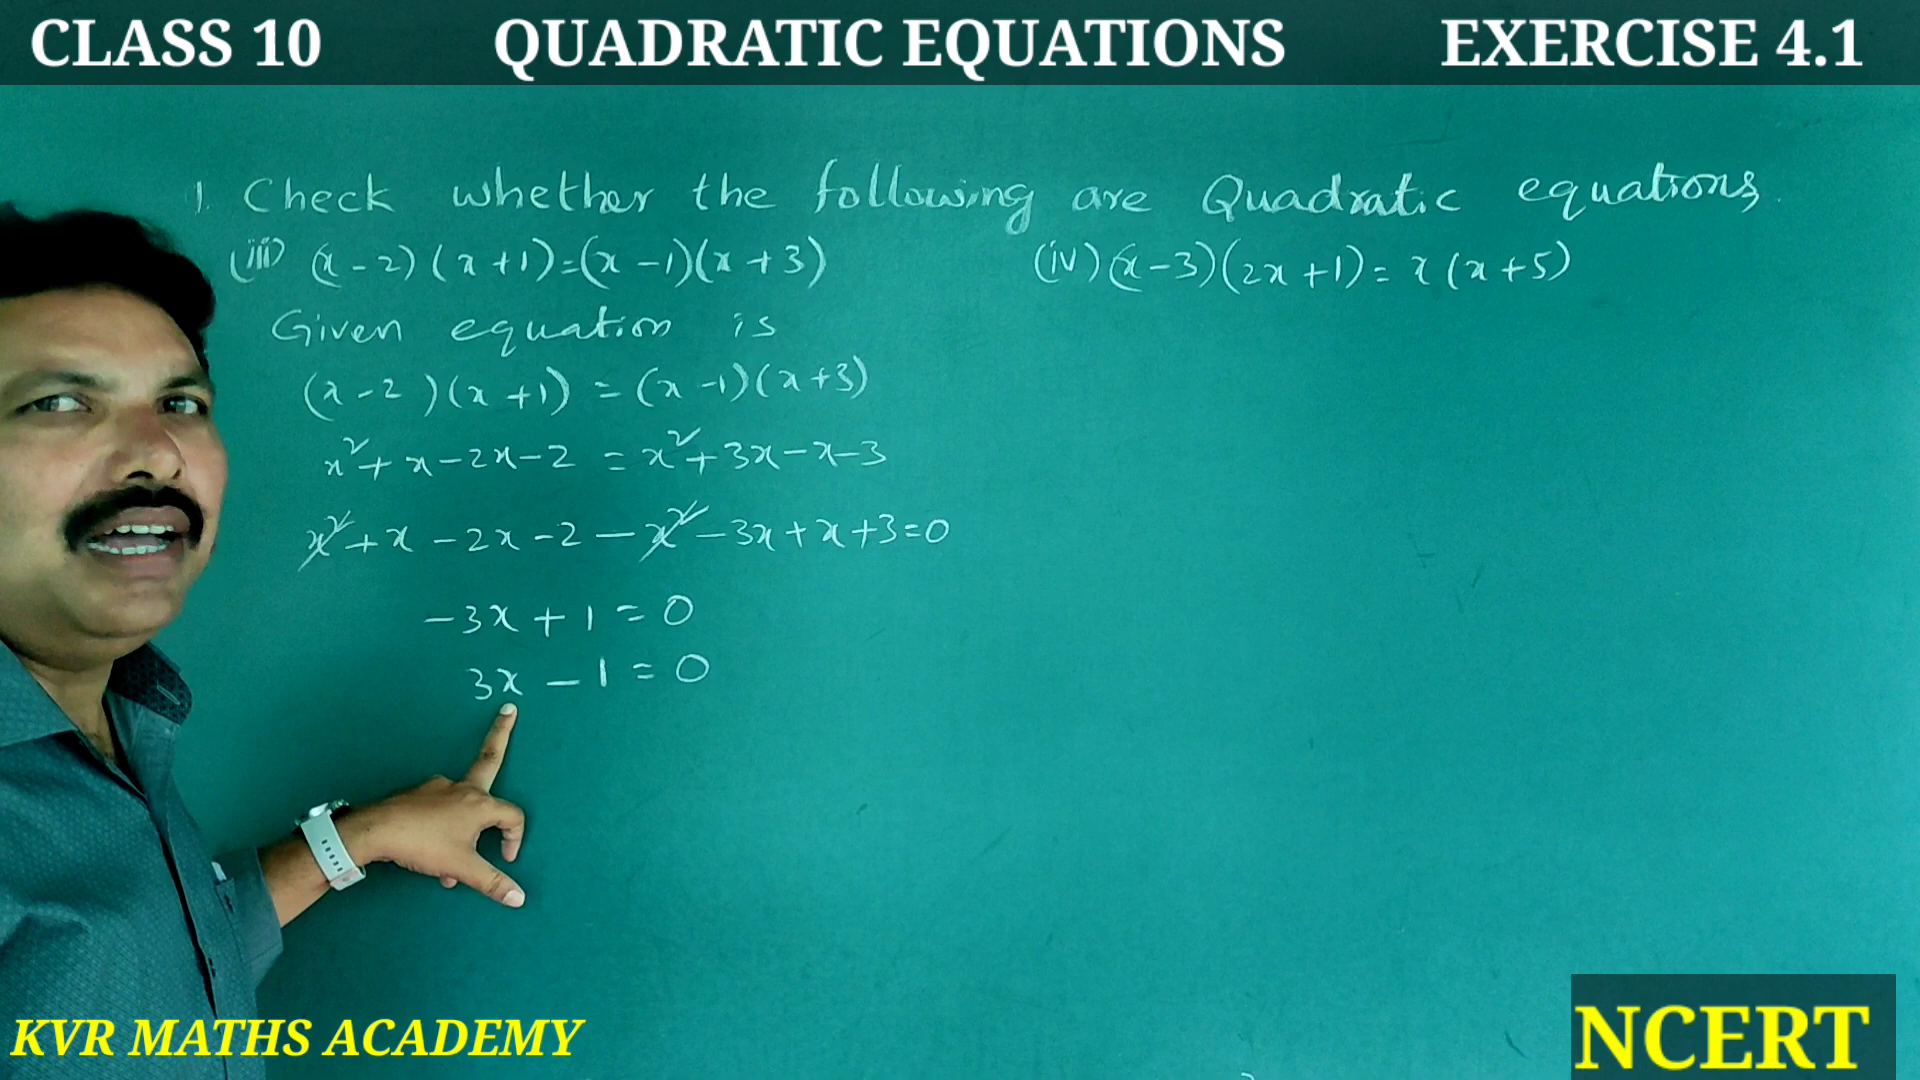 CLASS 10 QUADRATIC EQUATIONS EXERCISE 4.1
1. Check whether the following are Quadratic equations.
(iii) (x-2)(x+1)=(x-1)(x+3)
(iv) (x-3)(2x+1)=x(x+5)
Given equation is
(x-2)(x+1) = (x-1)(x+3)
x²+x-2x-2 = x²+3x-x-3
x²+x-2x-2-x²-3x+x+3=0
-3x+1=0
3x-1=0
KVR MATHS ACADEMY
NCERT